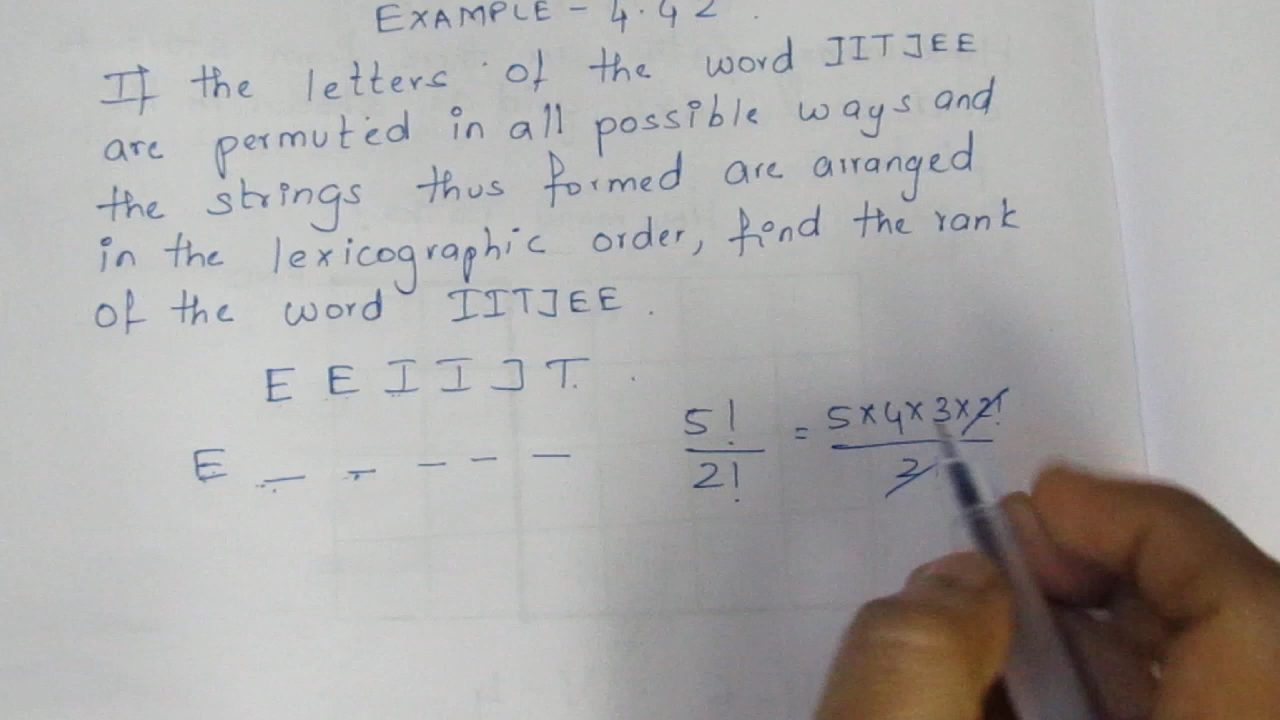 EXAMPLE - 4.42.
If the letters of the word IITJEE
are permuted in all possible ways and
the strings thus formed are arranged
in the lexicographic order, find the rank
of the word IITJEE.
E E I I J T.
E _ _ _ _ _ 5!/2! = 5×4×3×2!/2